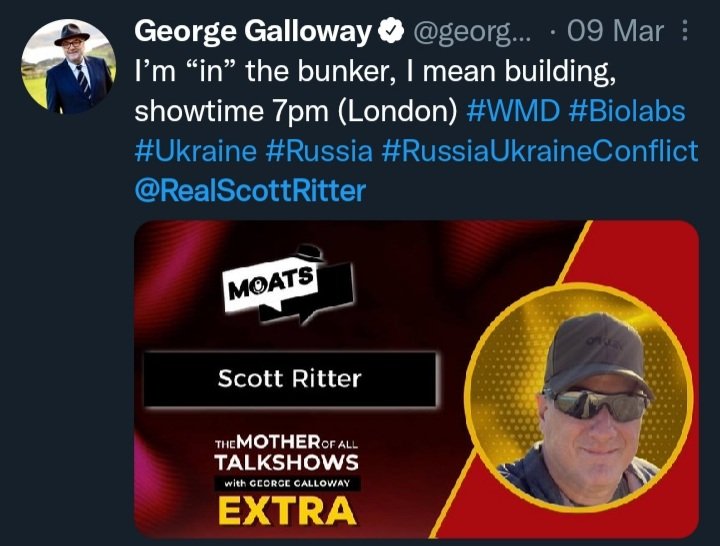 George Galloway @georg... · 09 Mar
I’m “in” the bunker, I mean building,
showtime 7pm (London) #WMD #Biolabs
#Ukraine #Russia #RussiaUkraineConflict
@RealScottRitter
MOATS
Scott Ritter
THE MOTHER OF ALL
TALKSHOWS
with GEORGE GALLOWAY
EXTRA